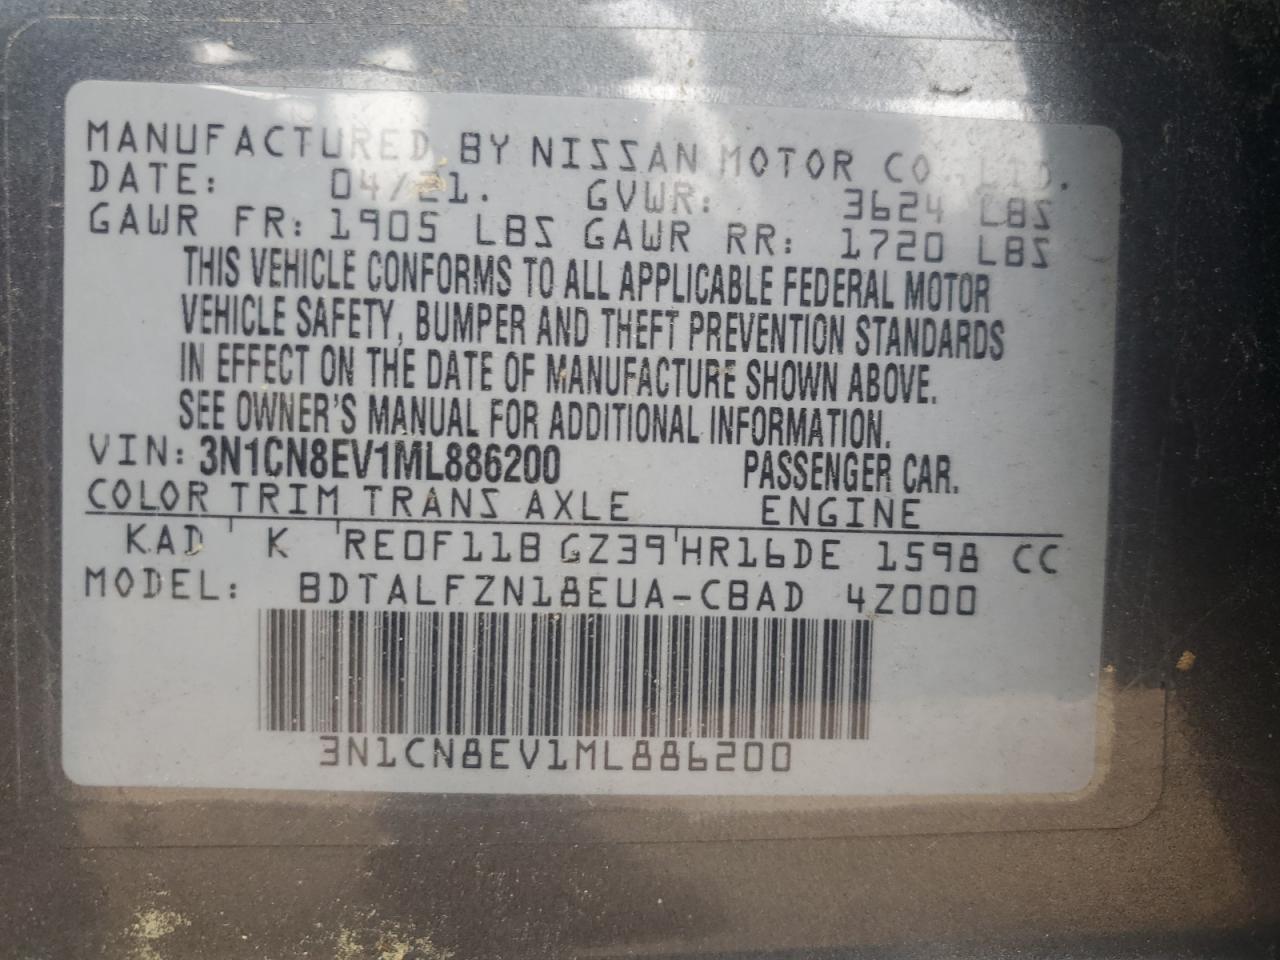 MANUFACTURED BY NISSAN MOTOR CO.,LTD.
DATE: 04/21. GVWR: 3624 LBS
GAWR FR: 1905 LBS GAWR RR: 1720 LBS
THIS VEHICLE CONFORMS TO ALL APPLICABLE FEDERAL MOTOR
VEHICLE SAFETY, BUMPER AND THEFT PREVENTION STANDARDS
IN EFFECT ON THE DATE OF MANUFACTURE SHOWN ABOVE.
SEE OWNER'S MANUAL FOR ADDITIONAL INFORMATION.
VIN: 3N1CN8EV1ML886200 PASSENGER CAR.
COLOR TRIM TRANS AXLE ENGINE
KAD K RE0F11B GZ39 HR16DE 1598 CC
MODEL: BDTALFZN18EUA-CBAD 4Z000
3N1CN8EV1ML886200